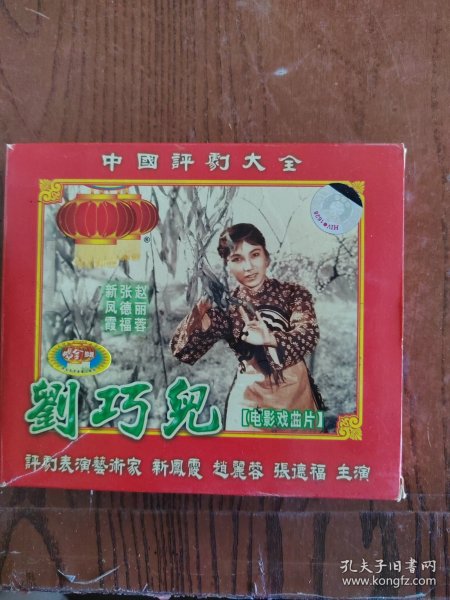 中國評劇大全
®
新凤霞
张德福
赵丽蓉
劉巧兒
【电影戏曲片】
評劇表演藝術家 新鳳霞 趙麗蓉 張德福 主演
孔夫子旧书网
www.kongfz.com